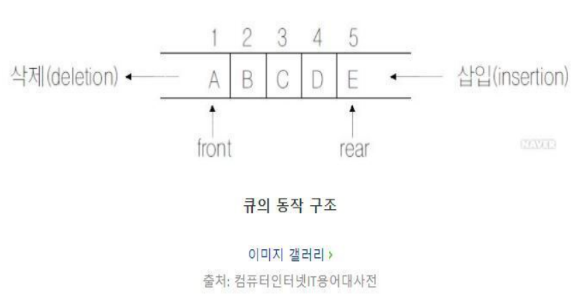 1 2 3 4 5
삭제(deletion) A B C D E 삽입(insertion)
front rear
NAVER
큐의 동작 구조
이미지 갤러리 ›
출처: 컴퓨터인터넷IT용어대사전